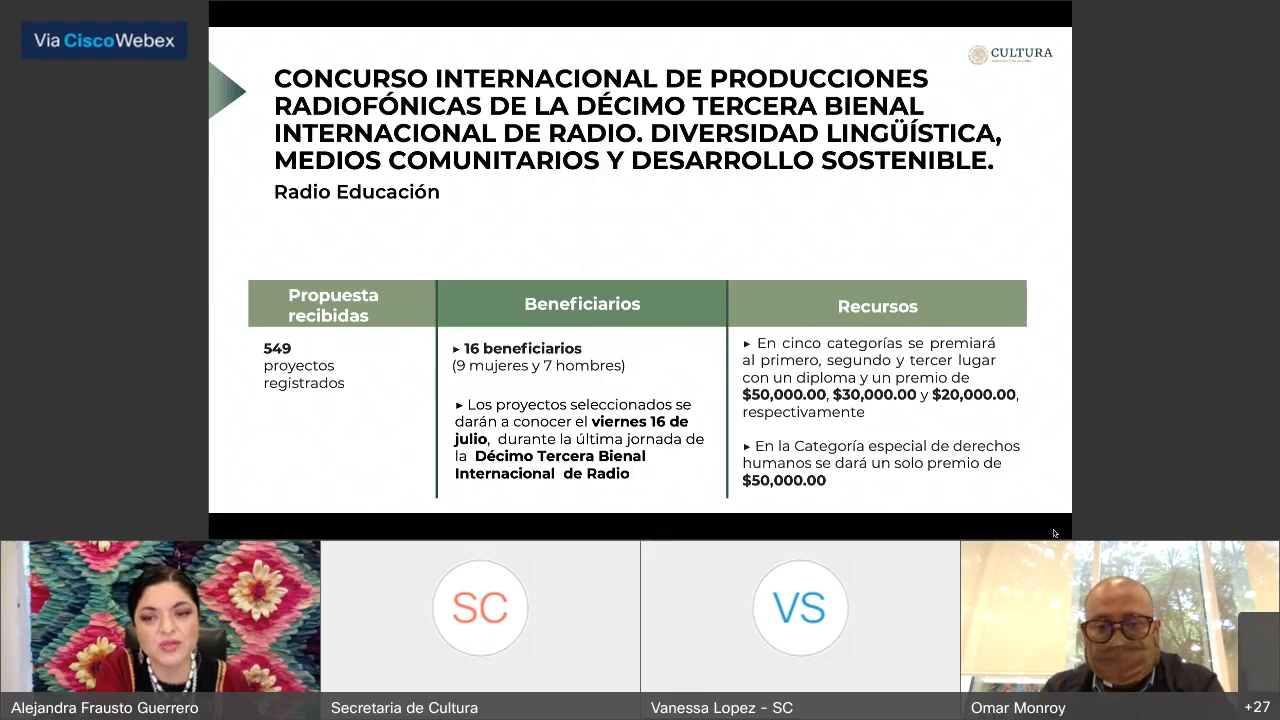 Via Cisco Webex
CULTURA
CONCURSO INTERNACIONAL DE PRODUCCIONES
RADIOFÓNICAS DE LA DÉCIMO TERCERA BIENAL
INTERNACIONAL DE RADIO. DIVERSIDAD LINGÜÍSTICA,
MEDIOS COMUNITARIOS Y DESARROLLO SOSTENIBLE.
Radio Educación
Propuesta
recibidas
549
proyectos
registrados
Beneficiarios
▸ 16 beneficiarios
(9 mujeres y 7 hombres)
▸ Los proyectos seleccionados se
darán a conocer el viernes 16 de
julio, durante la última jornada de
la Décimo Tercera Bienal
Internacional de Radio
Recursos
▸ En cinco categorías se premiará
al primero, segundo y tercer lugar
con un diploma y un premio de
$50,000.00, $30,000.00 y $20,000.00,
respectivamente
▸ En la Categoría especial de derechos
humanos se dará un solo premio de
$50,000.00
SC
VS
Alejandra Frausto Guerrero
Secretaria de Cultura
Vanessa Lopez - SC
Omar Monroy
+27